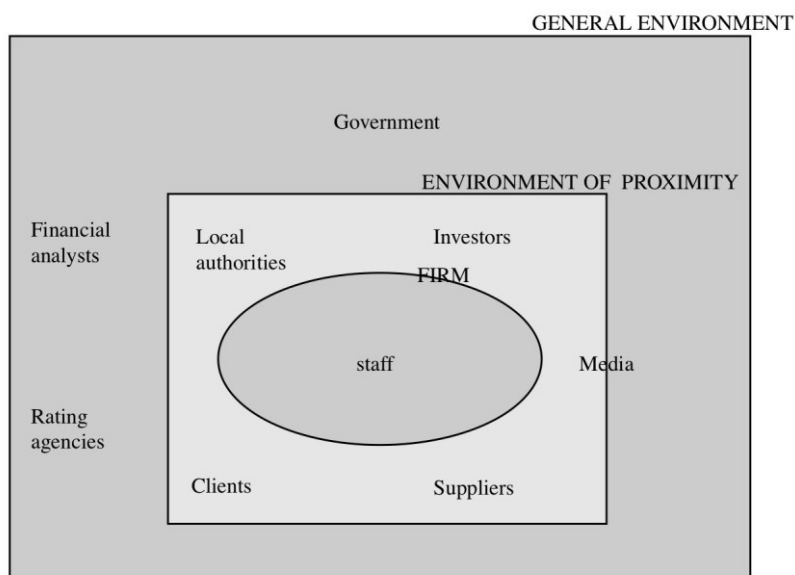 GENERAL ENVIRONMENT
Government
ENVIRONMENT OF PROXIMITY
Financial
analysts
Local
authorities
Investors
FIRM
staff
Media
Rating
agencies
Clients
Suppliers